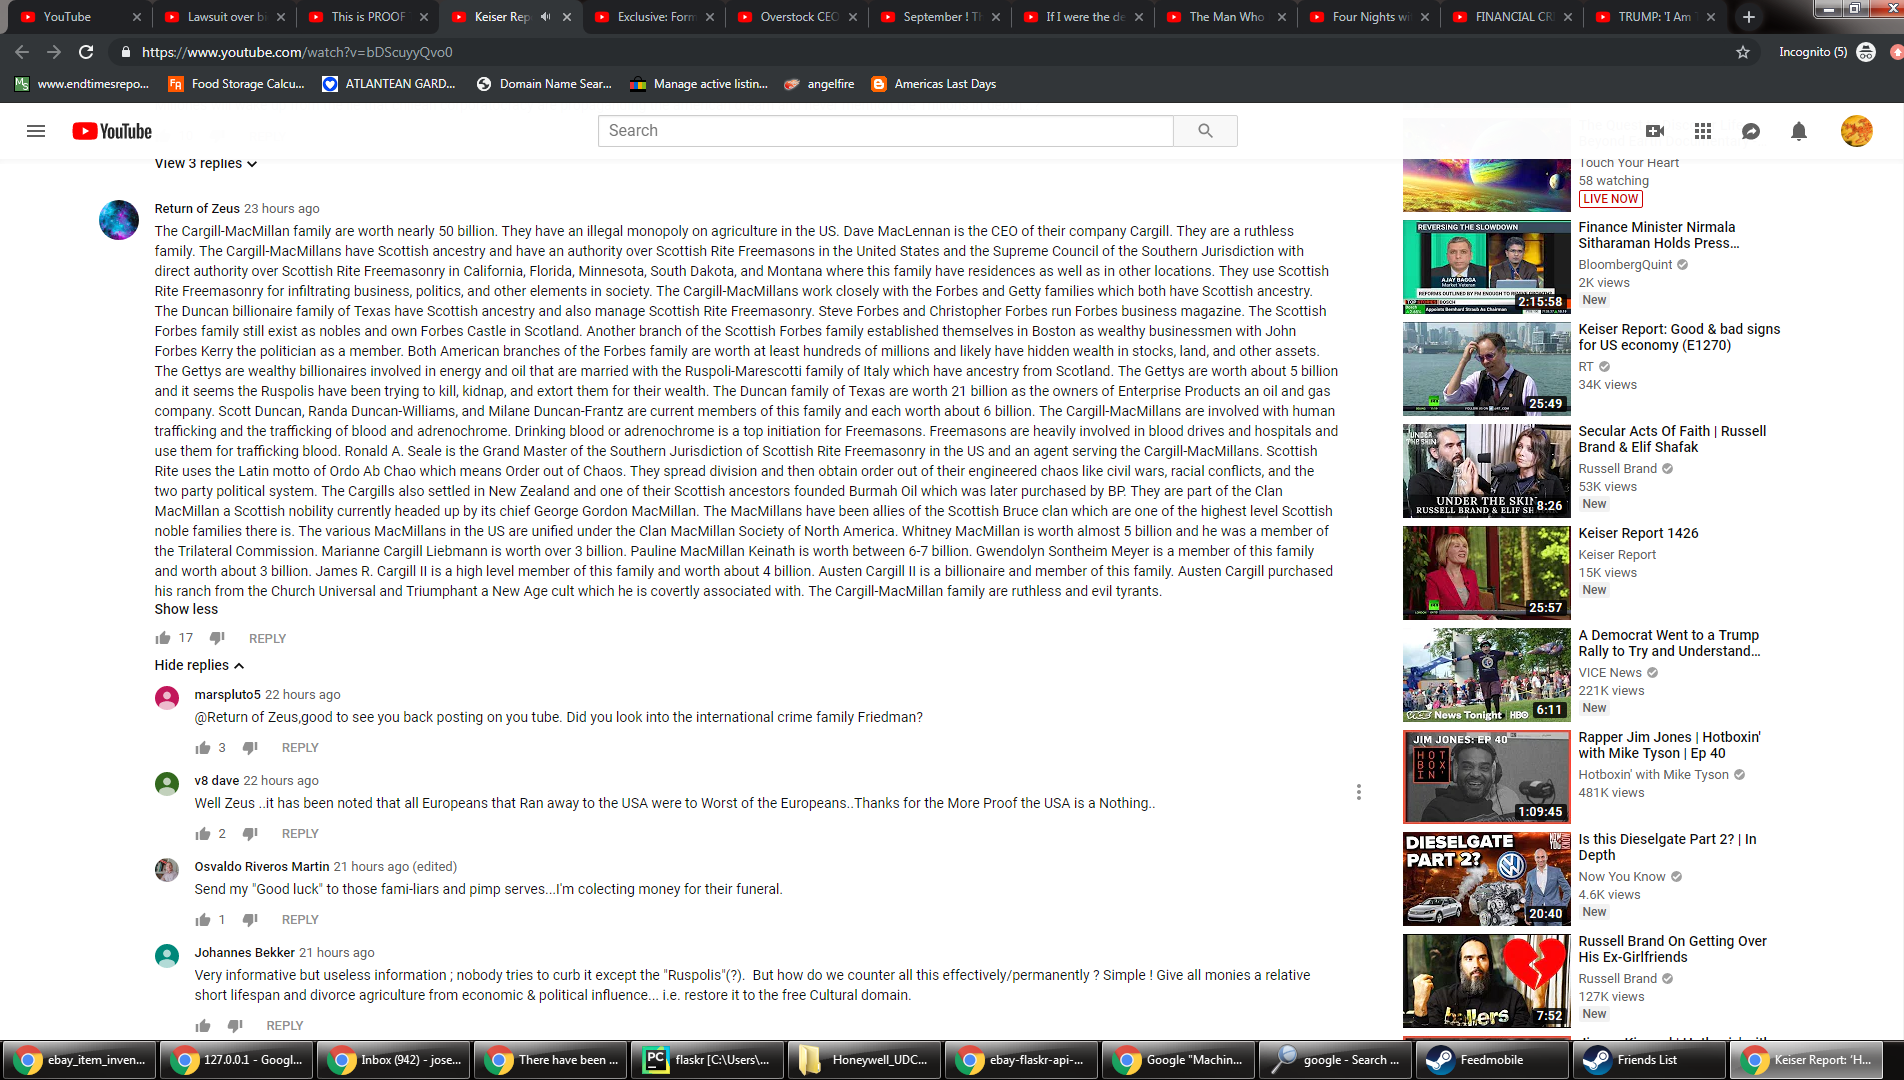 YouTube
Lawsuit over bi
This is PROOF
Keiser Rep
Exclusive: Form
Overstock CEO
September ! Th
If I were the de
The Man Who
Four Nights wi
FINANCIAL CR
TRUMP: 'I Am
https://www.youtube.com/watch?v=bDScuyyQvo0
Incognito (5)
www.endtimesrepo...
Food Storage Calcu...
ATLANTEAN GARD...
Domain Name Sear...
Manage active listin...
angelfire
Americas Last Days
YouTube
Search
View 3 replies
Return of Zeus 23 hours ago
The Cargill-MacMillan family are worth nearly 50 billion. They have an illegal monopoly on agriculture in the US. Dave MacLennan is the CEO of their company Cargill. They are a ruthless
family. The Cargill-MacMillans have Scottish ancestry and have an authority over Scottish Rite Freemasons in the United States and the Supreme Council of the Southern Jurisdiction with
direct authority over Scottish Rite Freemasonry in California, Florida, Minnesota, South Dakota, and Montana where this family have residences as well as in other locations. They use Scottish
Rite Freemasonry for infiltrating business, politics, and other elements in society. The Cargill-MacMillans work closely with the Forbes and Getty families which both have Scottish ancestry.
The Duncan billionaire family of Texas have Scottish ancestry and also manage Scottish Rite Freemasonry. Steve Forbes and Christopher Forbes run Forbes business magazine. The Scottish
Forbes family still exist as nobles and own Forbes Castle in Scotland. Another branch of the Scottish Forbes family established themselves in Boston as wealthy businessmen with John
Forbes Kerry the politician as a member. Both American branches of the Forbes family are worth at least hundreds of millions and likely have hidden wealth in stocks, land, and other assets.
The Gettys are wealthy billionaires involved in energy and oil that are married with the Ruspoli-Marescotti family of Italy which have ancestry from Scotland. The Gettys are worth about 5 billion
and it seems the Ruspolis have been trying to kill, kidnap, and extort them for their wealth. The Duncan family of Texas are worth 21 billion as the owners of Enterprise Products an oil and gas
company. Scott Duncan, Randa Duncan-Williams, and Milane Duncan-Frantz are current members of this family and each worth about 6 billion. The Cargill-MacMillans are involved with human
trafficking and the trafficking of blood and adrenochrome. Drinking blood or adrenochrome is a top initiation for Freemasons. Freemasons are heavily involved in blood drives and hospitals and
use them for trafficking blood. Ronald A. Seale is the Grand Master of the Southern Jurisdiction of Scottish Rite Freemasonry in the US and an agent serving the Cargill-MacMillans. Scottish
Rite uses the Latin motto of Ordo Ab Chao which means Order out of Chaos. They spread division and then obtain order out of their engineered chaos like civil wars, racial conflicts, and the
two party political system. The Cargills also settled in New Zealand and one of their Scottish ancestors founded Burmah Oil which was later purchased by BP. They are part of the Clan
MacMillan a Scottish nobility currently headed up by its chief George Gordon MacMillan. The MacMillans have been allies of the Scottish Bruce clan which are one of the highest level Scottish
noble families there is. The various MacMillans in the US are unified under the Clan MacMillan Society of North America. Whitney MacMillan is worth almost 5 billion and he was a member of
the Trilateral Commission. Marianne Cargill Liebmann is worth over 3 billion. Pauline MacMillan Keinath is worth between 6-7 billion. Gwendolyn Sontheim Meyer is a member of this family
and worth about 3 billion. James R. Cargill II is a high level member of this family and worth about 4 billion. Austen Cargill II is a billionaire and member of this family. Austen Cargill purchased
his ranch from the Church Universal and Triumphant a New Age cult which he is covertly associated with. The Cargill-MacMillan family are ruthless and evil tyrants.
Show less
17 REPLY
Hide replies
marspluto5 22 hours ago
@Return of Zeus,good to see you back posting on you tube. Did you look into the international crime family Friedman?
3 REPLY
v8 dave 22 hours ago
Well Zeus ..it has been noted that all Europeans that Ran away to the USA were to Worst of the Europeans..Thanks for the More Proof the USA is a Nothing..
2 REPLY
Osvaldo Riveros Martin 21 hours ago (edited)
Send my "Good luck" to those fami-liars and pimp serves...I'm colecting money for their funeral.
1 REPLY
Johannes Bekker 21 hours ago
Very informative but useless information ; nobody tries to curb it except the "Ruspolis"(?). But how do we counter all this effectively/permanently ? Simple ! Give all monies a relative
short lifespan and divorce agriculture from economic & political influence... i.e. restore it to the free Cultural domain.
REPLY
Touch Your Heart
58 watching
LIVE NOW
REVERSING THE SLOWDOWN
AJAY BAGGA
Market Veteran
2:15:58
Finance Minister Nirmala
Sitharaman Holds Press...
BloombergQuint
2K views
New
25:49
Keiser Report: Good & bad signs
for US economy (E1270)
RT
34K views
UNDER THE SKIN
RUSSELL BRAND & ELIF SH
8:26
Secular Acts Of Faith | Russell
Brand & Elif Shafak
Russell Brand
53K views
New
25:57
Keiser Report 1426
Keiser Report
15K views
New
VICE News Tonight HBO
6:11
A Democrat Went to a Trump
Rally to Try and Understand...
VICE News
221K views
New
JIM JONES: EP 40
HOT
BOX
IN'
1:09:45
Rapper Jim Jones | Hotboxin'
with Mike Tyson | Ep 40
Hotboxin' with Mike Tyson
481K views
DIESELGATE
PART 2?
20:40
Is this Dieselgate Part 2? | In
Depth
Now You Know
4.6K views
New
7:52
Russell Brand On Getting Over
His Ex-Girlfriends
Russell Brand
127K views
New
ebay_item_inven...
127.0.0.1 - Googl...
Inbox (942) - jose...
There have been ...
flaskr [C:\Users\...
Honeywell_UDC...
ebay-flaskr-api-...
Google "Machin...
google - Search ...
Feedmobile
Friends List
Keiser Report: 'H...